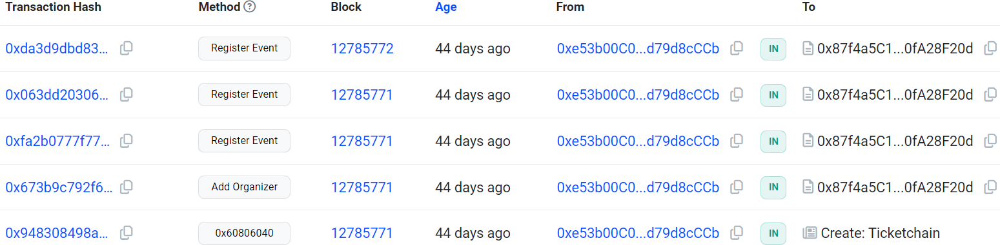 Transaction Hash Method ? Block Age From To
0xda3d9dbd83... Register Event 12785772 44 days ago 0xe53b00C0...d79d8cCCb IN 0x87f4a5C1...0fA28F20d
0x063dd20306... Register Event 12785771 44 days ago 0xe53b00C0...d79d8cCCb IN 0x87f4a5C1...0fA28F20d
0xfa2b0777f77... Register Event 12785771 44 days ago 0xe53b00C0...d79d8cCCb IN 0x87f4a5C1...0fA28F20d
0x673b9c792f6... Add Organizer 12785771 44 days ago 0xe53b00C0...d79d8cCCb IN 0x87f4a5C1...0fA28F20d
0x948308498a... 0x60806040 12785771 44 days ago 0xe53b00C0...d79d8cCCb IN Create: Ticketchain